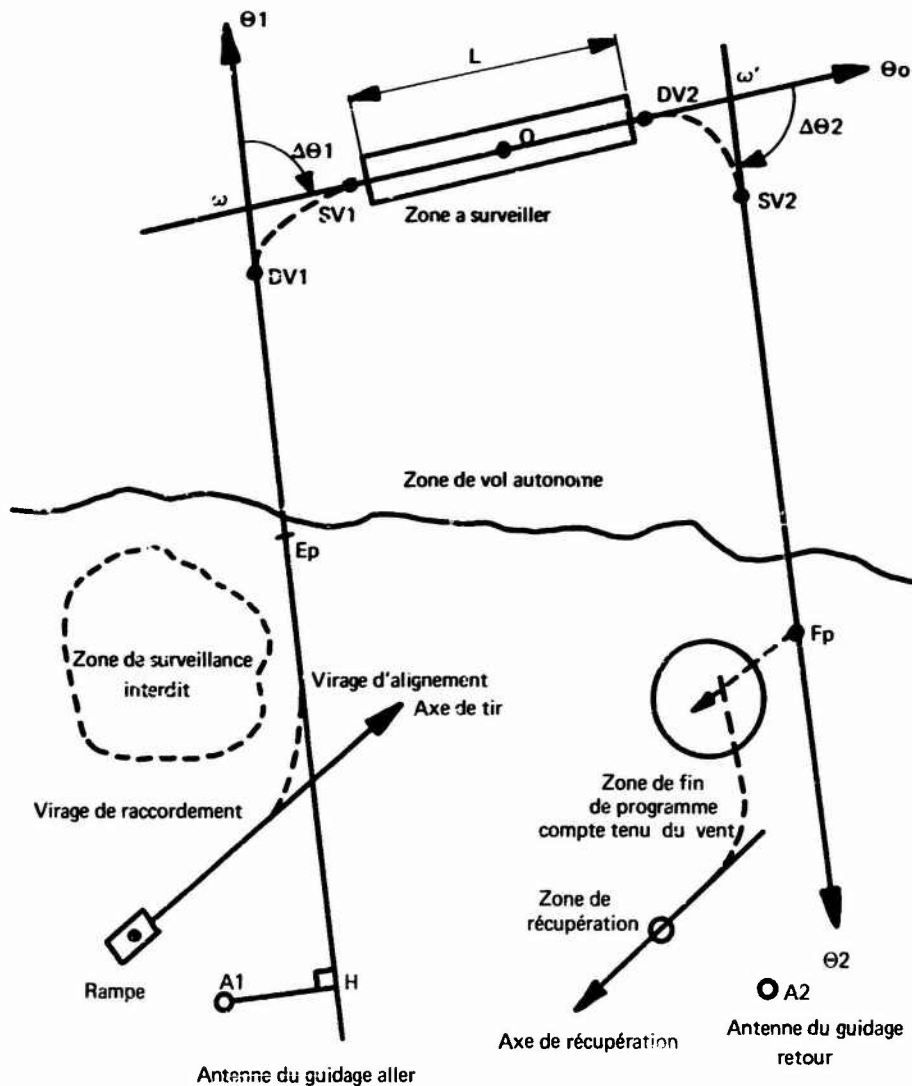 Θ1
L
ω'
Θo
DV2
O
ΔΘ1
ΔΘ2
ω
SV1
Zone a surveiller
SV2
DV1
Zone de vol autonome
Ep
Fp
Zone de surveillance
interdit
Virage d'alignement
Axe de tir
Virage de raccordement
Zone de fin
de programme
compte tenu du vent
Zone de
récupération
Rampe
A1
H
Θ2
A2
Axe de récupération
Antenne du guidage
retour
Antenne du guidage aller